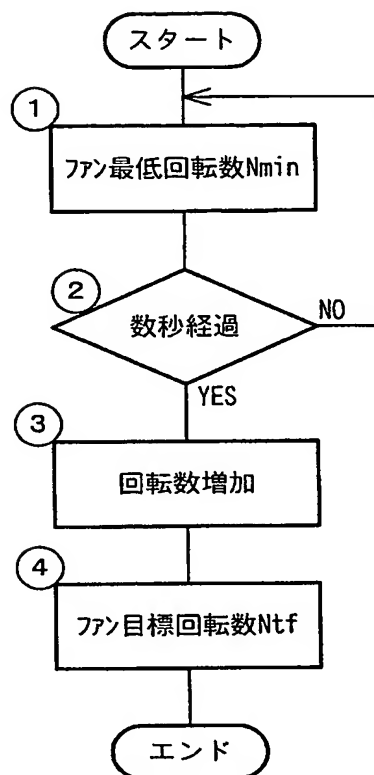 スタート
1
ファン最低回転数Nmin
2
数秒経過
NO
YES
3
回転数増加
4
ファン目標回転数Ntf
エンド